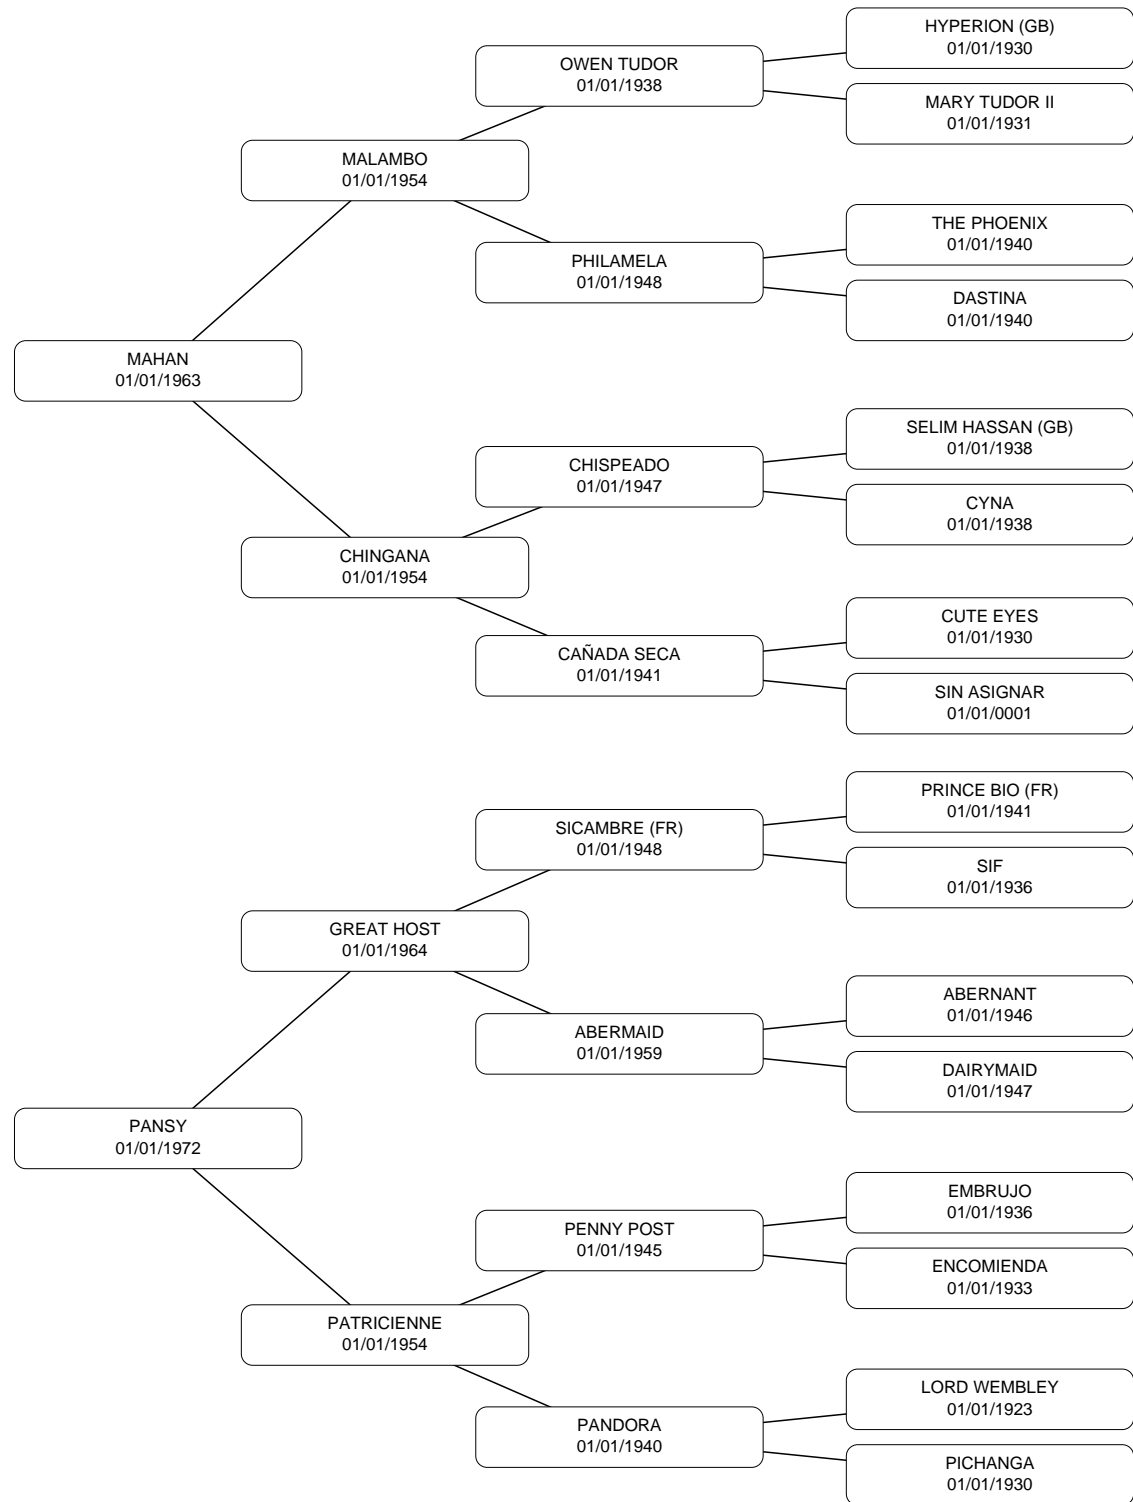 HYPERION (GB)
01/01/1930
OWEN TUDOR
01/01/1938
MARY TUDOR II
01/01/1931
MALAMBO
01/01/1954
THE PHOENIX
01/01/1940
PHILAMELA
01/01/1948
DASTINA
01/01/1940
MAHAN
01/01/1963
SELIM HASSAN (GB)
01/01/1938
CHISPEADO
01/01/1947
CYNA
01/01/1938
CHINGANA
01/01/1954
CUTE EYES
01/01/1930
CAÑADA SECA
01/01/1941
SIN ASIGNAR
01/01/0001
PRINCE BIO (FR)
01/01/1941
SICAMBRE (FR)
01/01/1948
SIF
01/01/1936
GREAT HOST
01/01/1964
ABERNANT
01/01/1946
ABERMAID
01/01/1959
DAIRYMAID
01/01/1947
PANSY
01/01/1972
EMBRUJO
01/01/1936
PENNY POST
01/01/1945
ENCOMIENDA
01/01/1933
PATRICIENNE
01/01/1954
LORD WEMBLEY
01/01/1923
PANDORA
01/01/1940
PICHANGA
01/01/1930